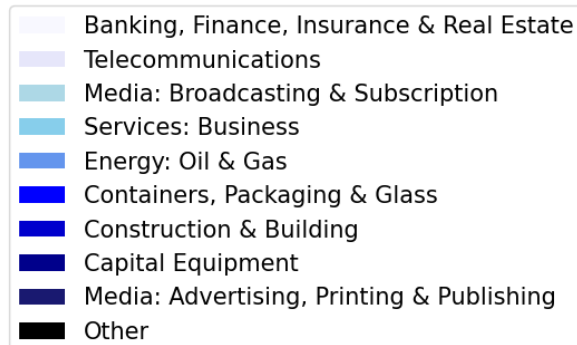 Banking, Finance, Insurance & Real Estate
Telecommunications
Media: Broadcasting & Subscription
Services: Business
Energy: Oil & Gas
Containers, Packaging & Glass
Construction & Building
Capital Equipment
Media: Advertising, Printing & Publishing
Other